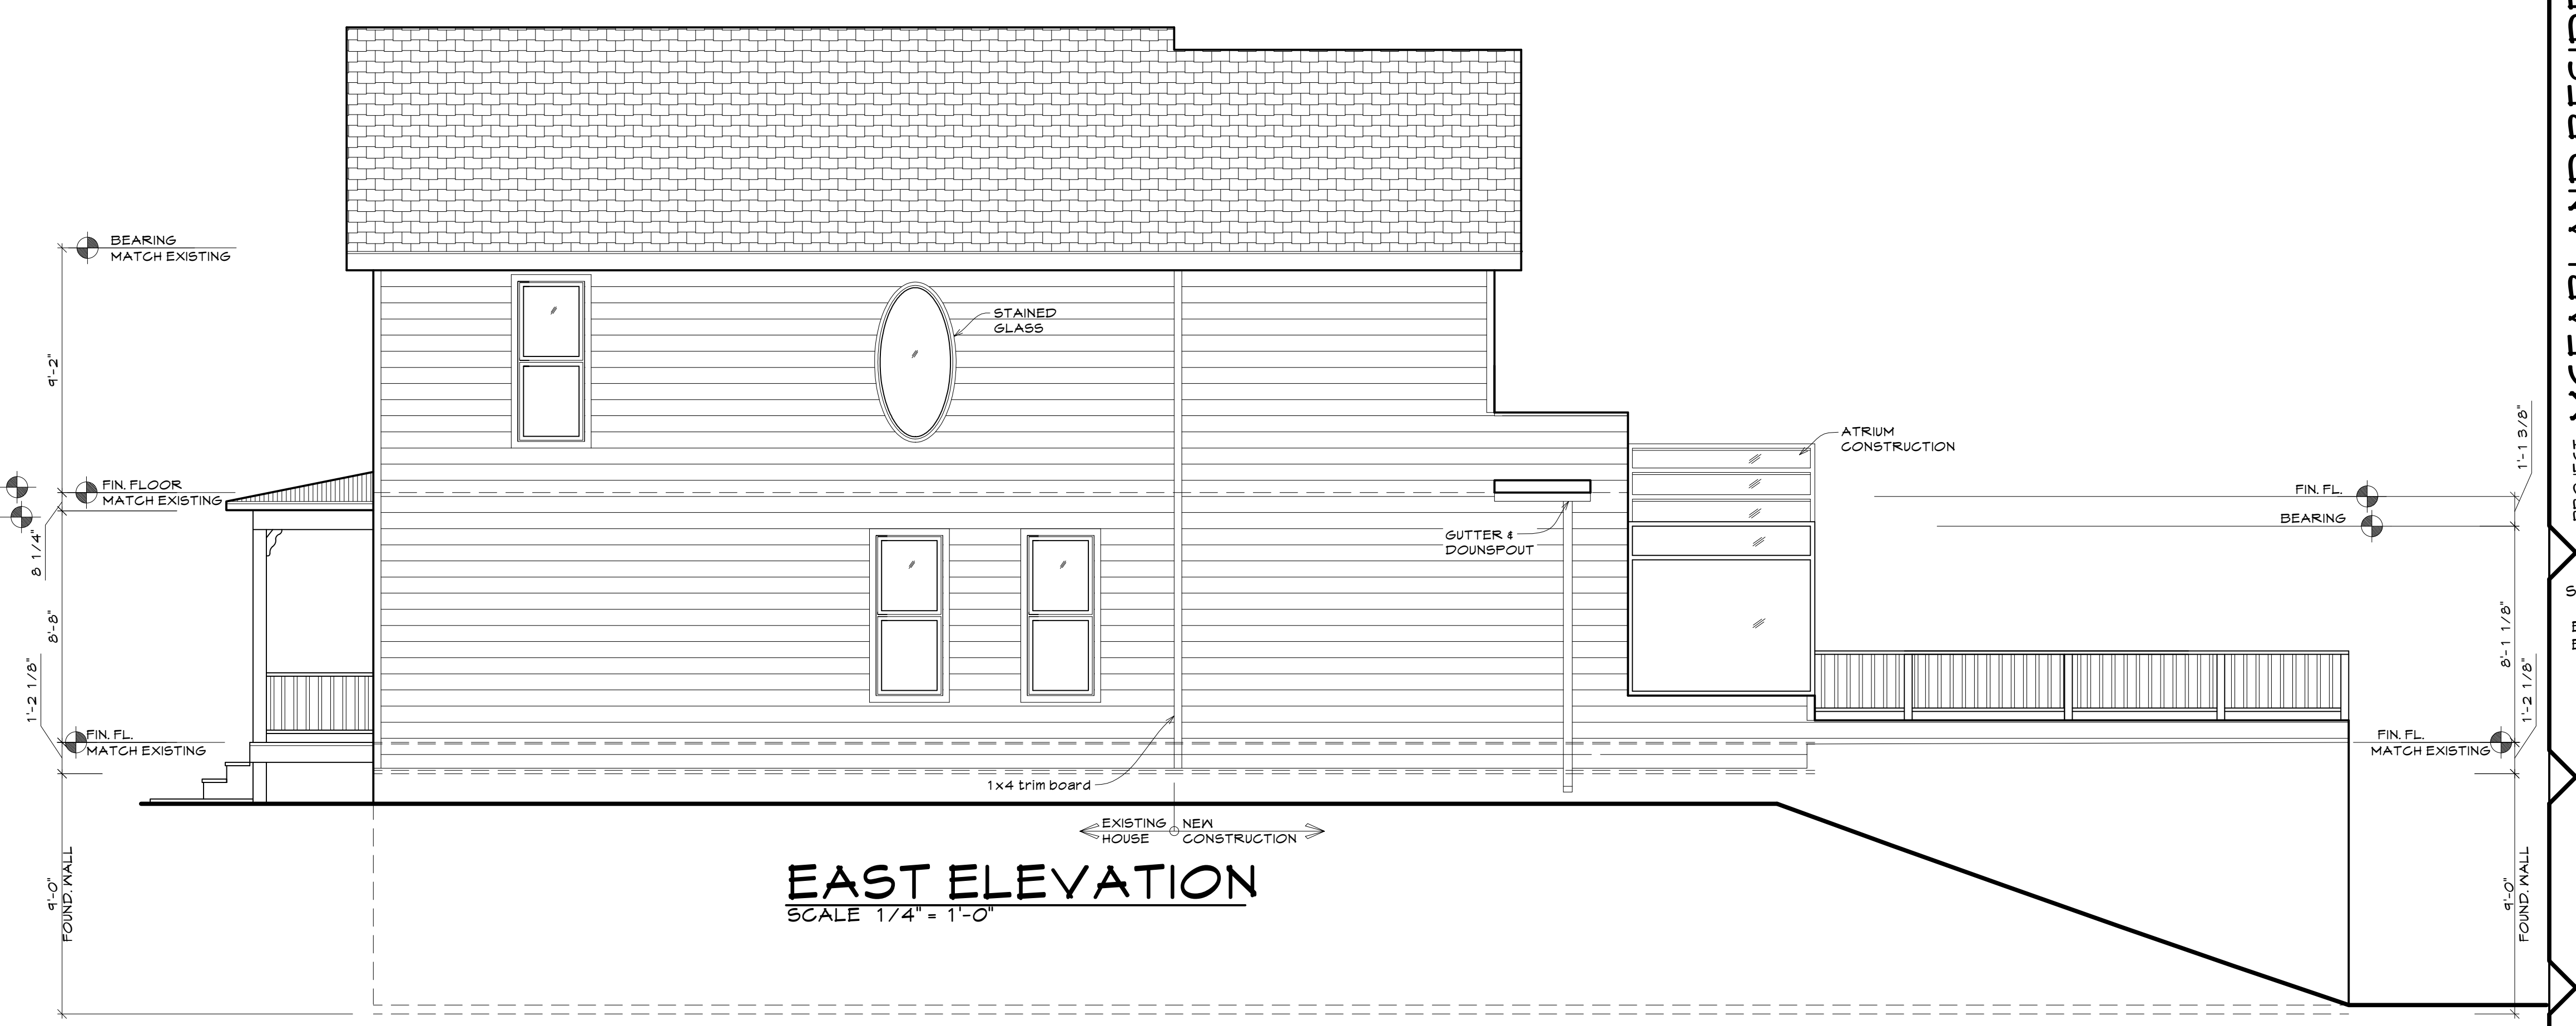 BEARING
MATCH EXISTING
9'-2"
FIN. FLOOR
MATCH EXISTING
8 1/4"
8'-8"
1'-2 1/8"
FIN. FL.
MATCH EXISTING
9'-0"
FOUND. WALL
STAINED
GLASS
ATRIUM
CONSTRUCTION
GUTTER &
DOUNSPOUT
1x4 trim board
EXISTING
HOUSE
NEW
CONSTRUCTION
EAST ELEVATION
SCALE 1/4" = 1'-0"
1'-1 3/8"
FIN. FL.
BEARING
8'-1 1/8"
1'-2 1/8"
FIN. FL.
MATCH EXISTING
9'-0"
FOUND. WALL